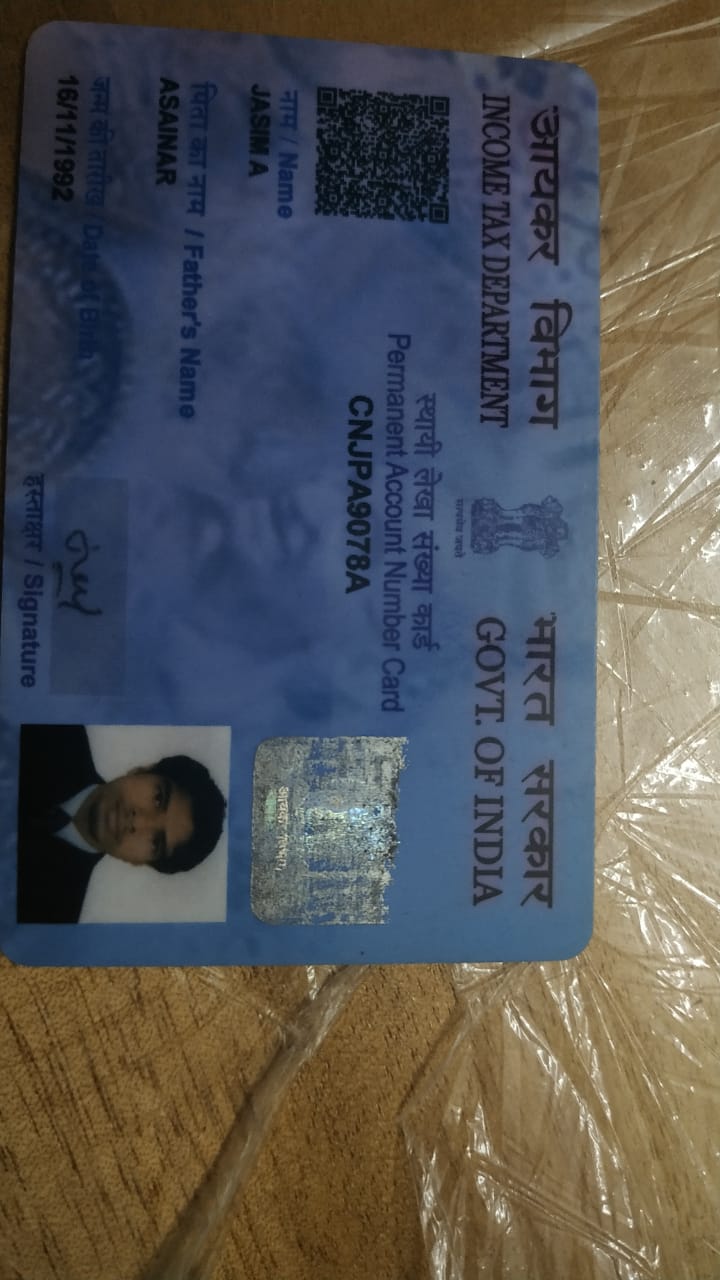 आयकर विभाग
INCOME TAX DEPARTMENT
सत्यमेव जयते
भारत सरकार
GOVT. OF INDIA
स्थायी लेखा संख्या कार्ड
Permanent Account Number Card
CNJPA9078A
आयकर विभाग
नाम / Name
JASIM A
पिता का नाम / Father's Name
ASAINAR
जन्म की तारीख / Date of Birth
16/11/1992
हस्ताक्षर / Signature